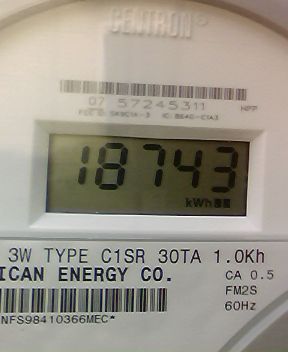 CENTRON®
07 57245311
18743
kWh
3W TYPE C1SR 30TA 1.0Kh
ICAN ENERGY CO.
CA 0.5
FM2S
60Hz
NFS98410366MEC*